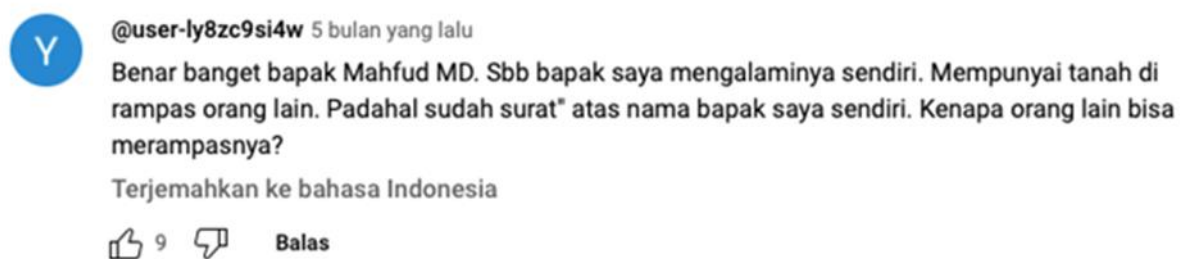 Y
@user-ly8zc9si4w 5 bulan yang lalu
Benar banget bapak Mahfud MD. Sbb bapak saya mengalaminya sendiri. Mempunyai tanah di
rampas orang lain. Padahal sudah surat" atas nama bapak saya sendiri. Kenapa orang lain bisa
merampasnya?
Terjemahkan ke bahasa Indonesia
9 Balas